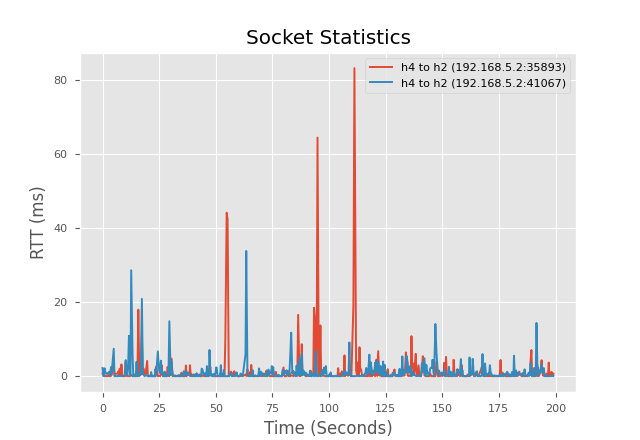 Socket Statistics
h4 to h2 (192.168.5.2:35893)
h4 to h2 (192.168.5.2:41067)
RTT (ms)
80
60
40
20
0
0 25 50 75 100 125 150 175 200
Time (Seconds)